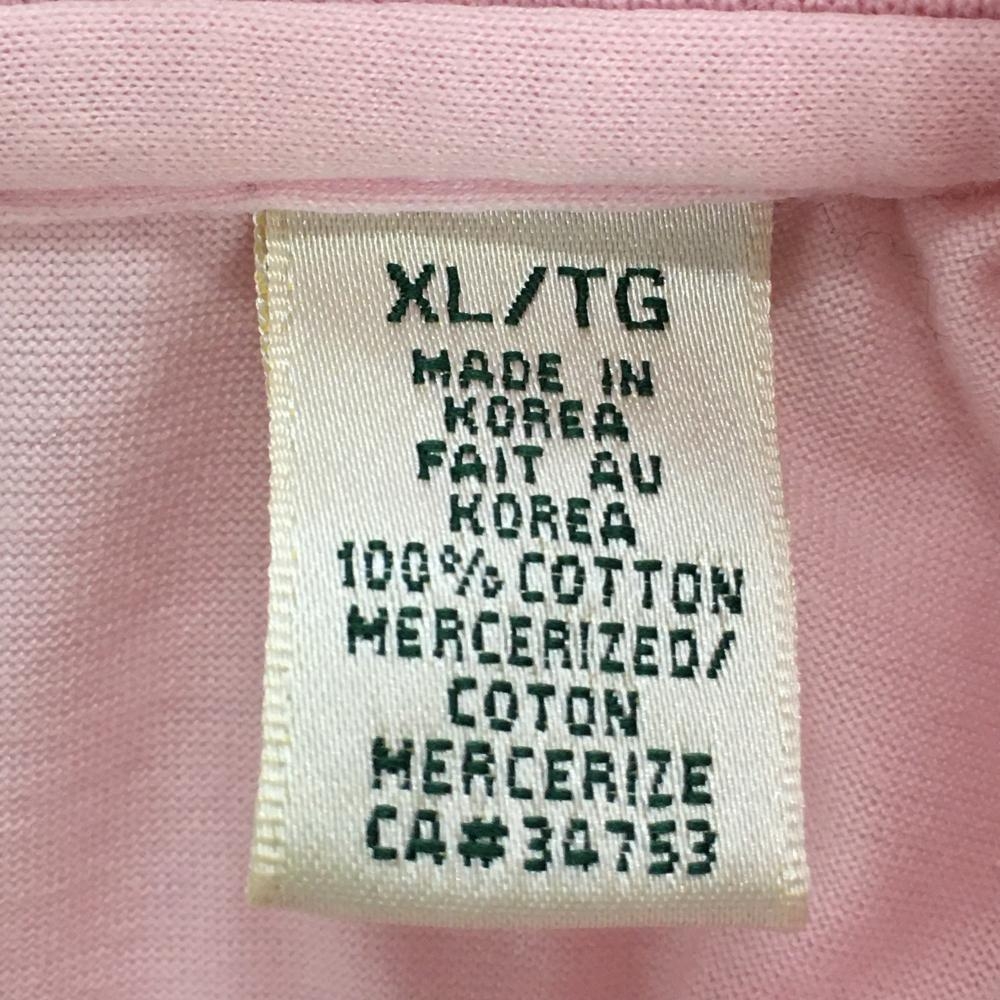 XL/TG
MADE IN
KOREA
FAIT AU
KOREA
100% COTTON
MERCERIZED/
COTON
MERCERIZE
CA#34753